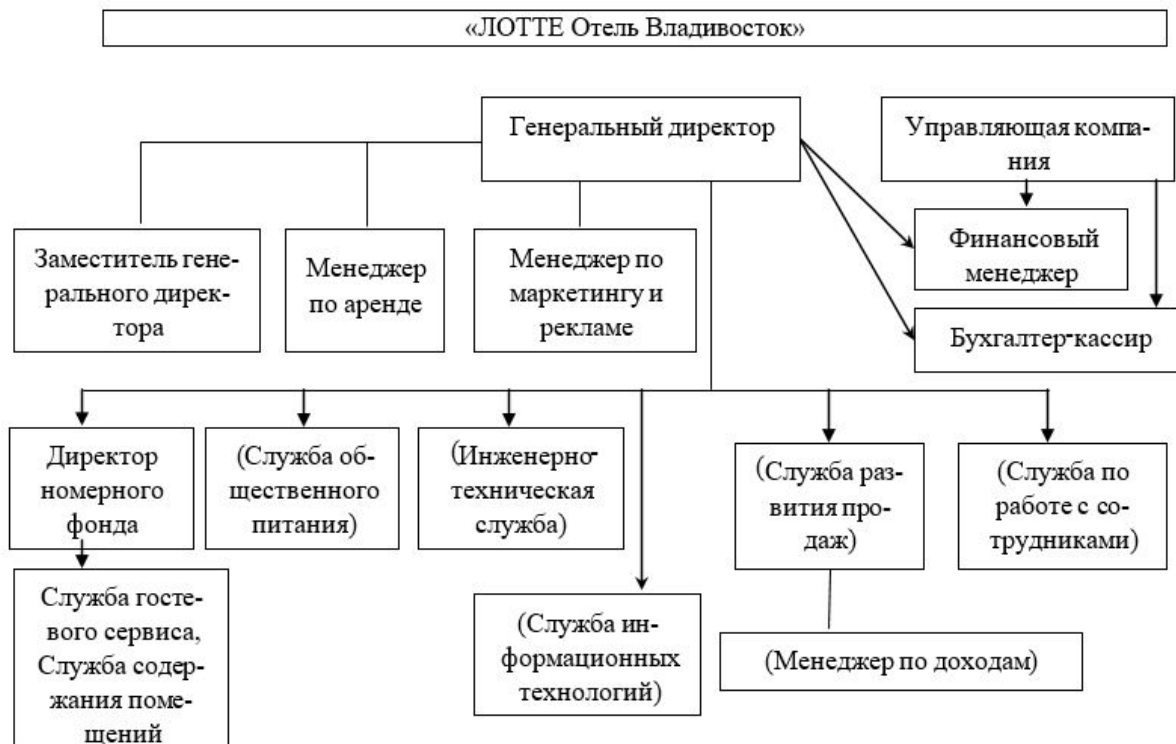 «ЛОТТЕ Отель Владивосток»
Генеральный директор
Управляющая компа-
ния
Заместитель гене-
рального дирек-
тора
Менеджер
по аренде
Менеджер по
маркетингу и
рекламе
Финансовый
менеджер
Бухгалтер-кассир
Директор
номерного
фонда
(Служба об-
щественного
питания)
(Инженерно-
техническая
служба)
(Служба раз-
вития про-
даж)
(Служба по
работе с со-
трудниками)
Служба госте-
вого сервиса,
Служба содер-
жания поме-
щений
(Служба ин-
формационных
технологий)
(Менеджер по доходам)